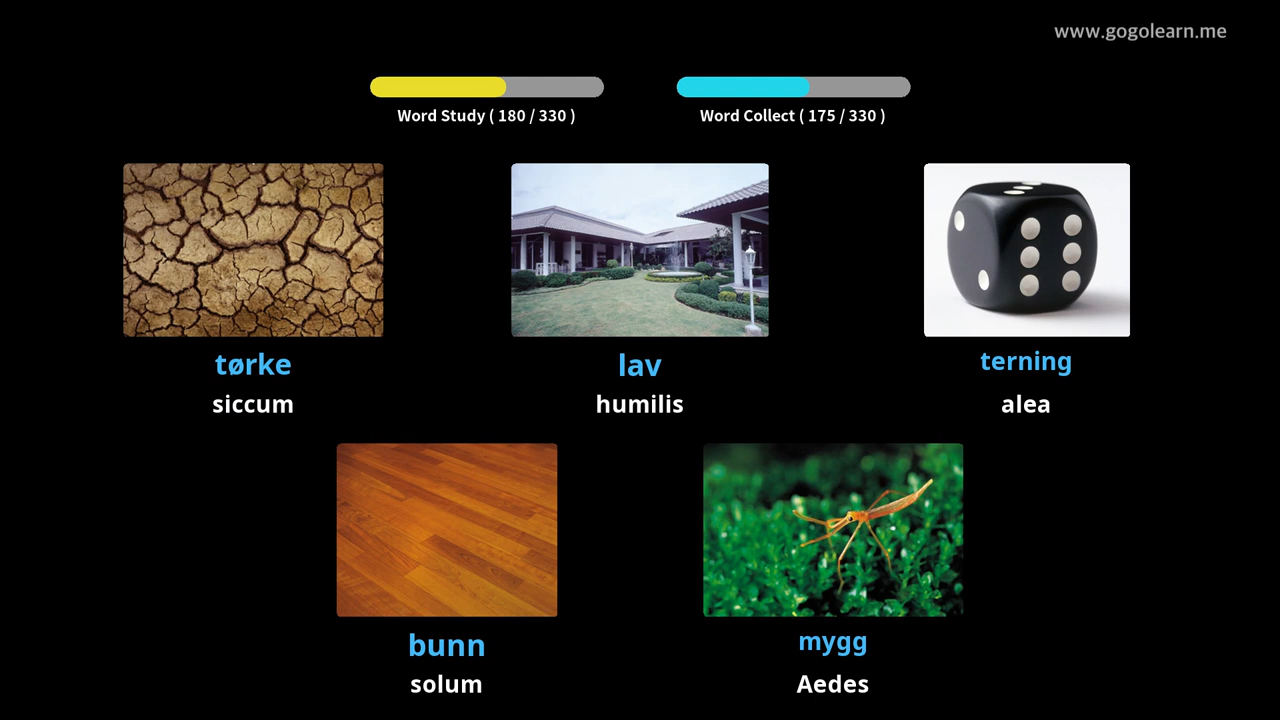 www.gogolearn.me
Word Study ( 180 / 330 )
Word Collect ( 175 / 330 )
tørke
siccum
lav
humilis
terning
alea
bunn
solum
mygg
Aedes